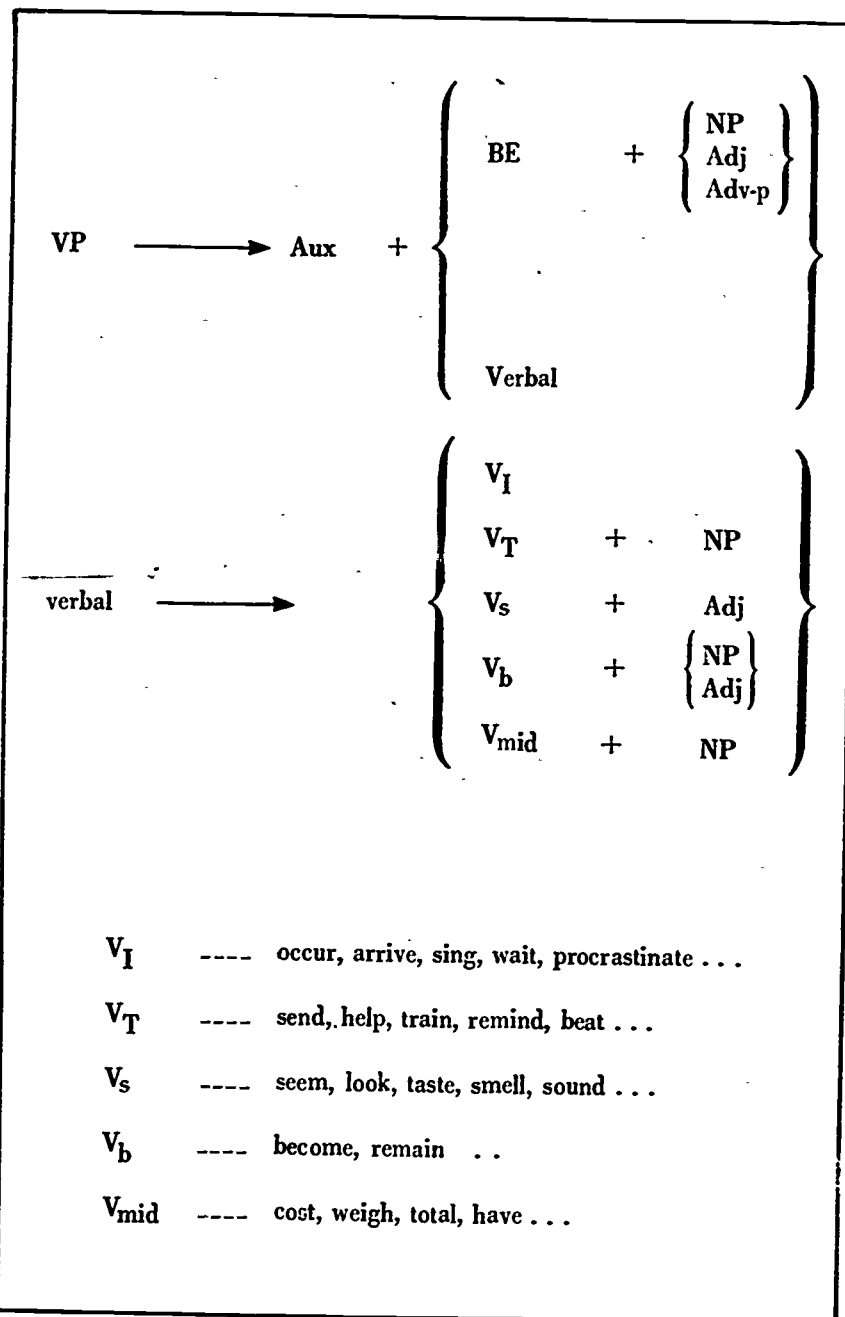 NP
BE + Adj
Adv-p
VP ⟶ Aux +
Verbal
V_I
V_T + NP
verbal ⟶ V_s + Adj
V_b + NP
Adj
V_mid + NP
V_I ---- occur, arrive, sing, wait, procrastinate . . .
V_T ---- send, help, train, remind, beat . . .
V_s ---- seem, look, taste, smell, sound . . .
V_b ---- become, remain . .
V_mid ---- cost, weigh, total, have . . .